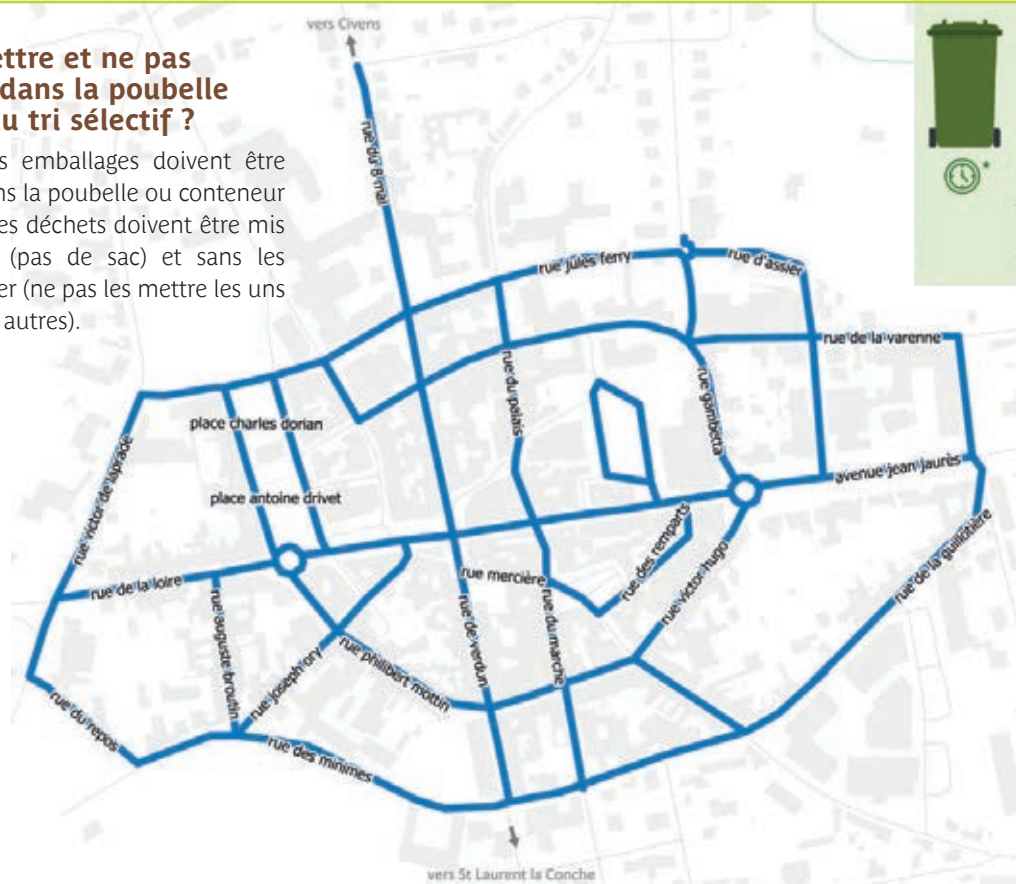 vers Civens
ettre et ne pas
dans la poubelle
u tri sélectif ?
s emballages doivent être
ns la poubelle ou conteneur
es déchets doivent être mis
(pas de sac) et sans les
er (ne pas les mettre les uns
autres).
*
rue du 8 mai
rue jules ferry
rue d'assier
rue de la varenne
rue du palais
rue gambetta
place charles dorian
rue victor de laprade
avenue jean jaurès
place antoine drivet
rue des remparts
rue de la guillotière
rue victor hugo
rue mercière
rue de la loire
rue auguste broutin
rue de verdun
rue du marche
rue joseph ory
rue philibert mottin
rue du repos
rue des minimes
vers St Laurent la Conche